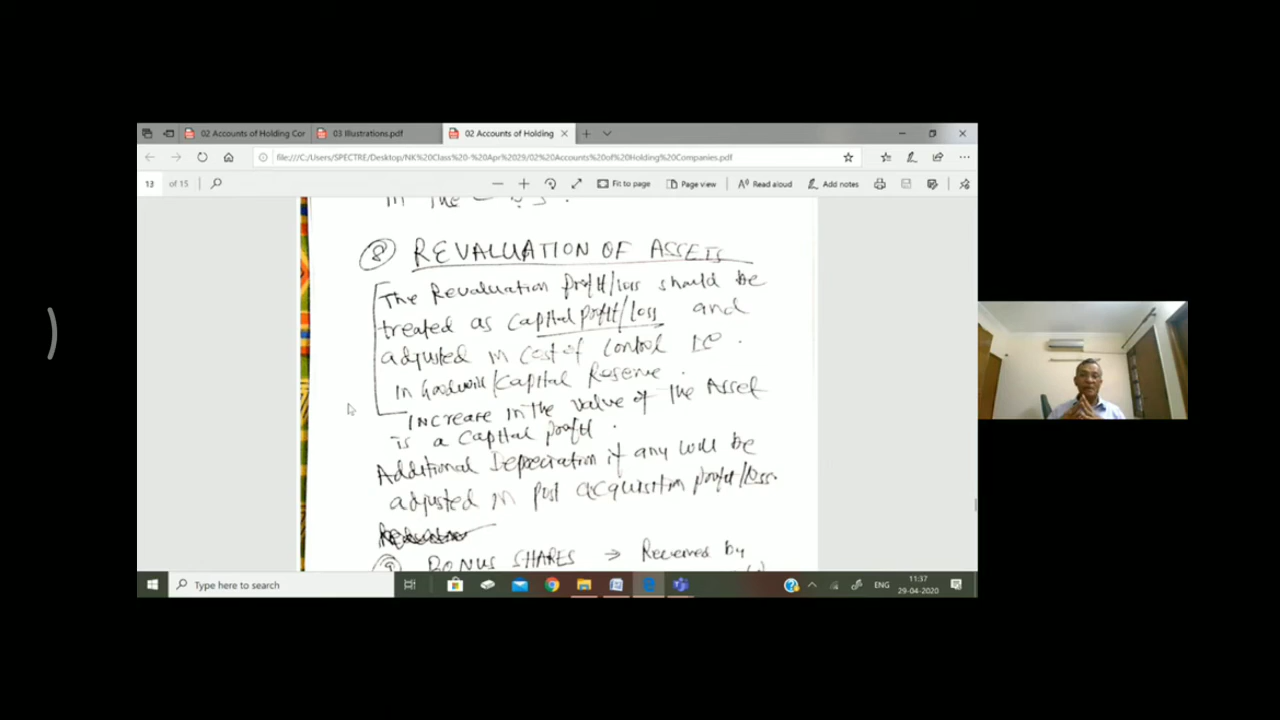 02 Accounts of Holding Cor
03 Illustrations.pdf
02 Accounts of Holding
file:///C:/Users/SPECTRE/Desktop/NK%20Class%20-%20Apr%2029/02%20Accounts%20of%20Holding%20Companies.pdf
13 of 15
Fit to page
Page view
Read aloud
Add notes
in the
8 REVALUATION OF ASSETS
The Revaluation profit/loss should be
treated as capital profit/loss and
adjusted in cost of control ie.
in Goodwill/Capital Reserve.
Increase in the value of the Asset
is a capital profit.
Additional Depreciation if any will be
adjusted in post acquisition profit/loss.
9 BONUS SHARES → Received by
Type here to search
ENG
11:37
29-04-2020